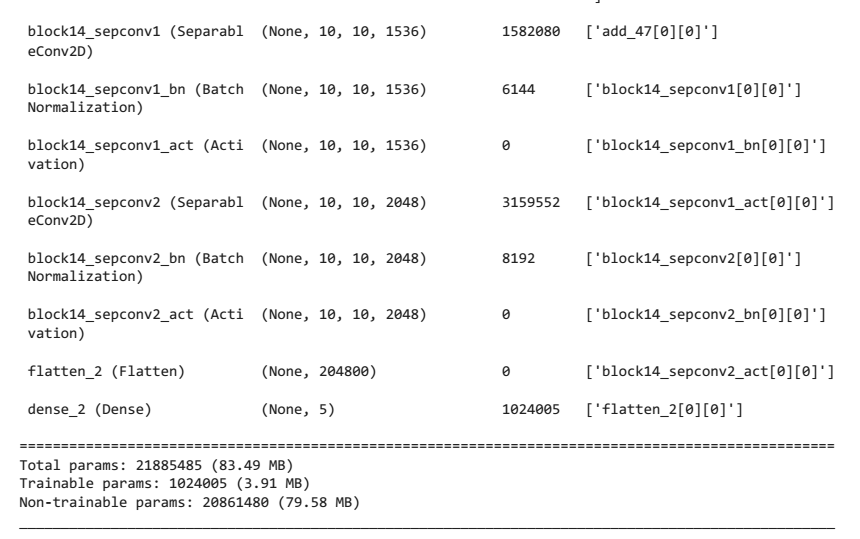 block14_sepconv1 (Separabl (None, 10, 10, 1536) 1582080 ['add_47[0][0]']
eConv2D)
block14_sepconv1_bn (Batch (None, 10, 10, 1536) 6144 ['block14_sepconv1[0][0]']
Normalization)
block14_sepconv1_act (Acti (None, 10, 10, 1536) 0 ['block14_sepconv1_bn[0][0]']
vation)
block14_sepconv2 (Separabl (None, 10, 10, 2048) 3159552 ['block14_sepconv1_act[0][0]']
eConv2D)
block14_sepconv2_bn (Batch (None, 10, 10, 2048) 8192 ['block14_sepconv2[0][0]']
Normalization)
block14_sepconv2_act (Acti (None, 10, 10, 2048) 0 ['block14_sepconv2_bn[0][0]']
vation)
flatten_2 (Flatten) (None, 204800) 0 ['block14_sepconv2_act[0][0]']
dense_2 (Dense) (None, 5) 1024005 ['flatten_2[0][0]']
==================================================================================================
Total params: 21885485 (83.49 MB)
Trainable params: 1024005 (3.91 MB)
Non-trainable params: 20861480 (79.58 MB)
__________________________________________________________________________________________________